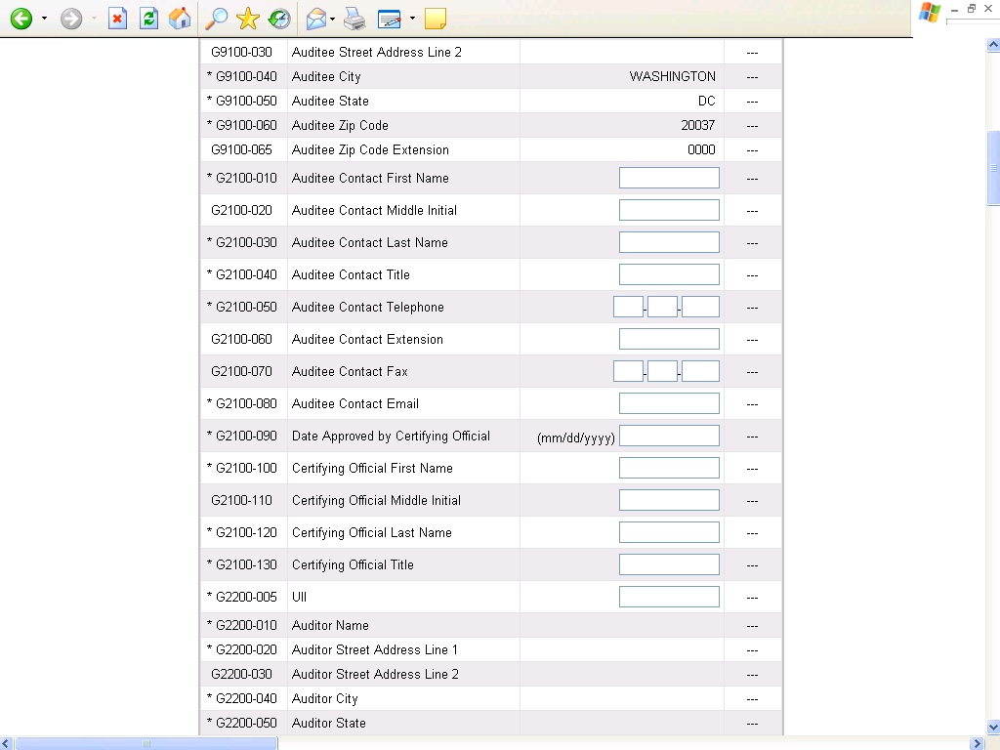 G9100-030 Auditee Street Address Line 2 ---
* G9100-040 Auditee City WASHINGTON ---
* G9100-050 Auditee State DC ---
* G9100-060 Auditee Zip Code 20037 ---
G9100-065 Auditee Zip Code Extension 0000 ---
* G2100-010 Auditee Contact First Name ---
G2100-020 Auditee Contact Middle Initial ---
* G2100-030 Auditee Contact Last Name ---
* G2100-040 Auditee Contact Title ---
* G2100-050 Auditee Contact Telephone - - ---
G2100-060 Auditee Contact Extension ---
G2100-070 Auditee Contact Fax - - ---
* G2100-080 Auditee Contact Email ---
* G2100-090 Date Approved by Certifying Official (mm/dd/yyyy) ---
* G2100-100 Certifying Official First Name ---
G2100-110 Certifying Official Middle Initial ---
* G2100-120 Certifying Official Last Name ---
* G2100-130 Certifying Official Title ---
* G2200-005 UII ---
* G2200-010 Auditor Name ---
* G2200-020 Auditor Street Address Line 1 ---
G2200-030 Auditor Street Address Line 2 ---
* G2200-040 Auditor City ---
* G2200-050 Auditor State ---